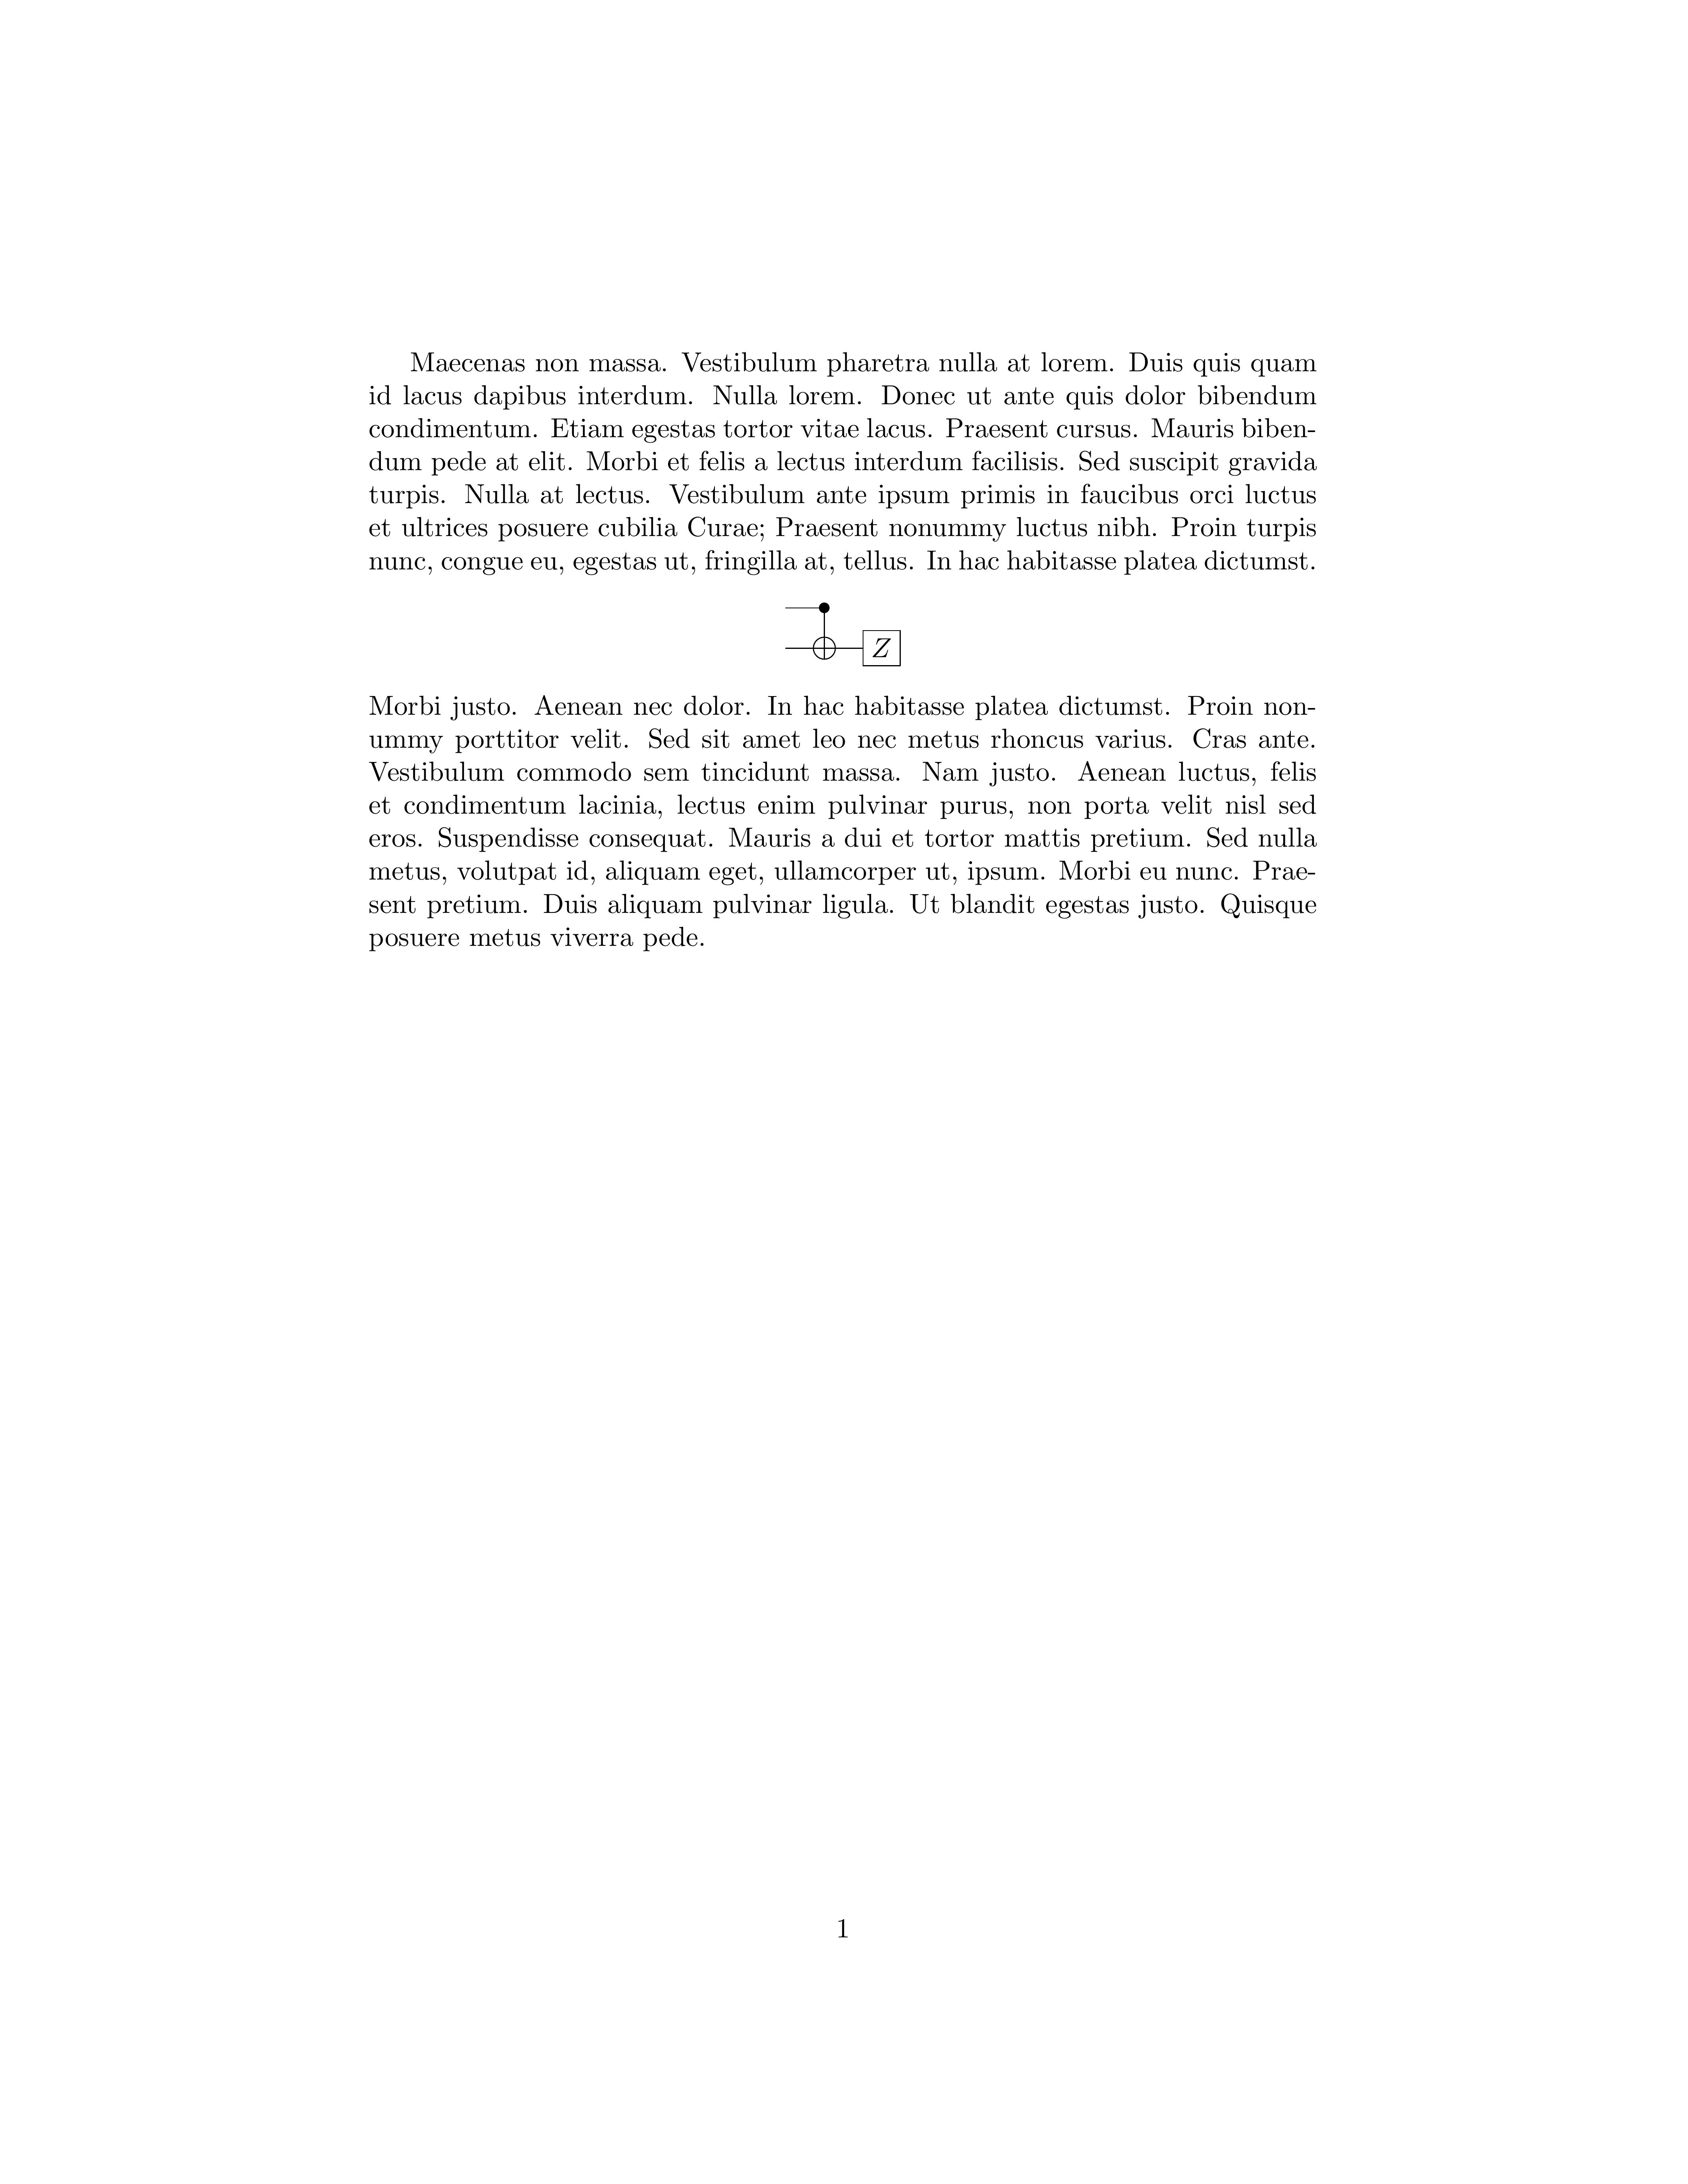 Maecenas non massa. Vestibulum pharetra nulla at lorem. Duis quis quam
id lacus dapibus interdum. Nulla lorem. Donec ut ante quis dolor bibendum
condimentum. Etiam egestas tortor vitae lacus. Praesent cursus. Mauris biben-
dum pede at elit. Morbi et felis a lectus interdum facilisis. Sed suscipit gravida
turpis. Nulla at lectus. Vestibulum ante ipsum primis in faucibus orci luctus
et ultrices posuere cubilia Curae; Praesent nonummy luctus nibh. Proin turpis
nunc, congue eu, egestas ut, fringilla at, tellus. In hac habitasse platea dictumst.
Z
Morbi justo. Aenean nec dolor. In hac habitasse platea dictumst. Proin non-
ummy porttitor velit. Sed sit amet leo nec metus rhoncus varius. Cras ante.
Vestibulum commodo sem tincidunt massa. Nam justo. Aenean luctus, felis
et condimentum lacinia, lectus enim pulvinar purus, non porta velit nisl sed
eros. Suspendisse consequat. Mauris a dui et tortor mattis pretium. Sed nulla
metus, volutpat id, aliquam eget, ullamcorper ut, ipsum. Morbi eu nunc. Prae-
sent pretium. Duis aliquam pulvinar ligula. Ut blandit egestas justo. Quisque
posuere metus viverra pede.
1